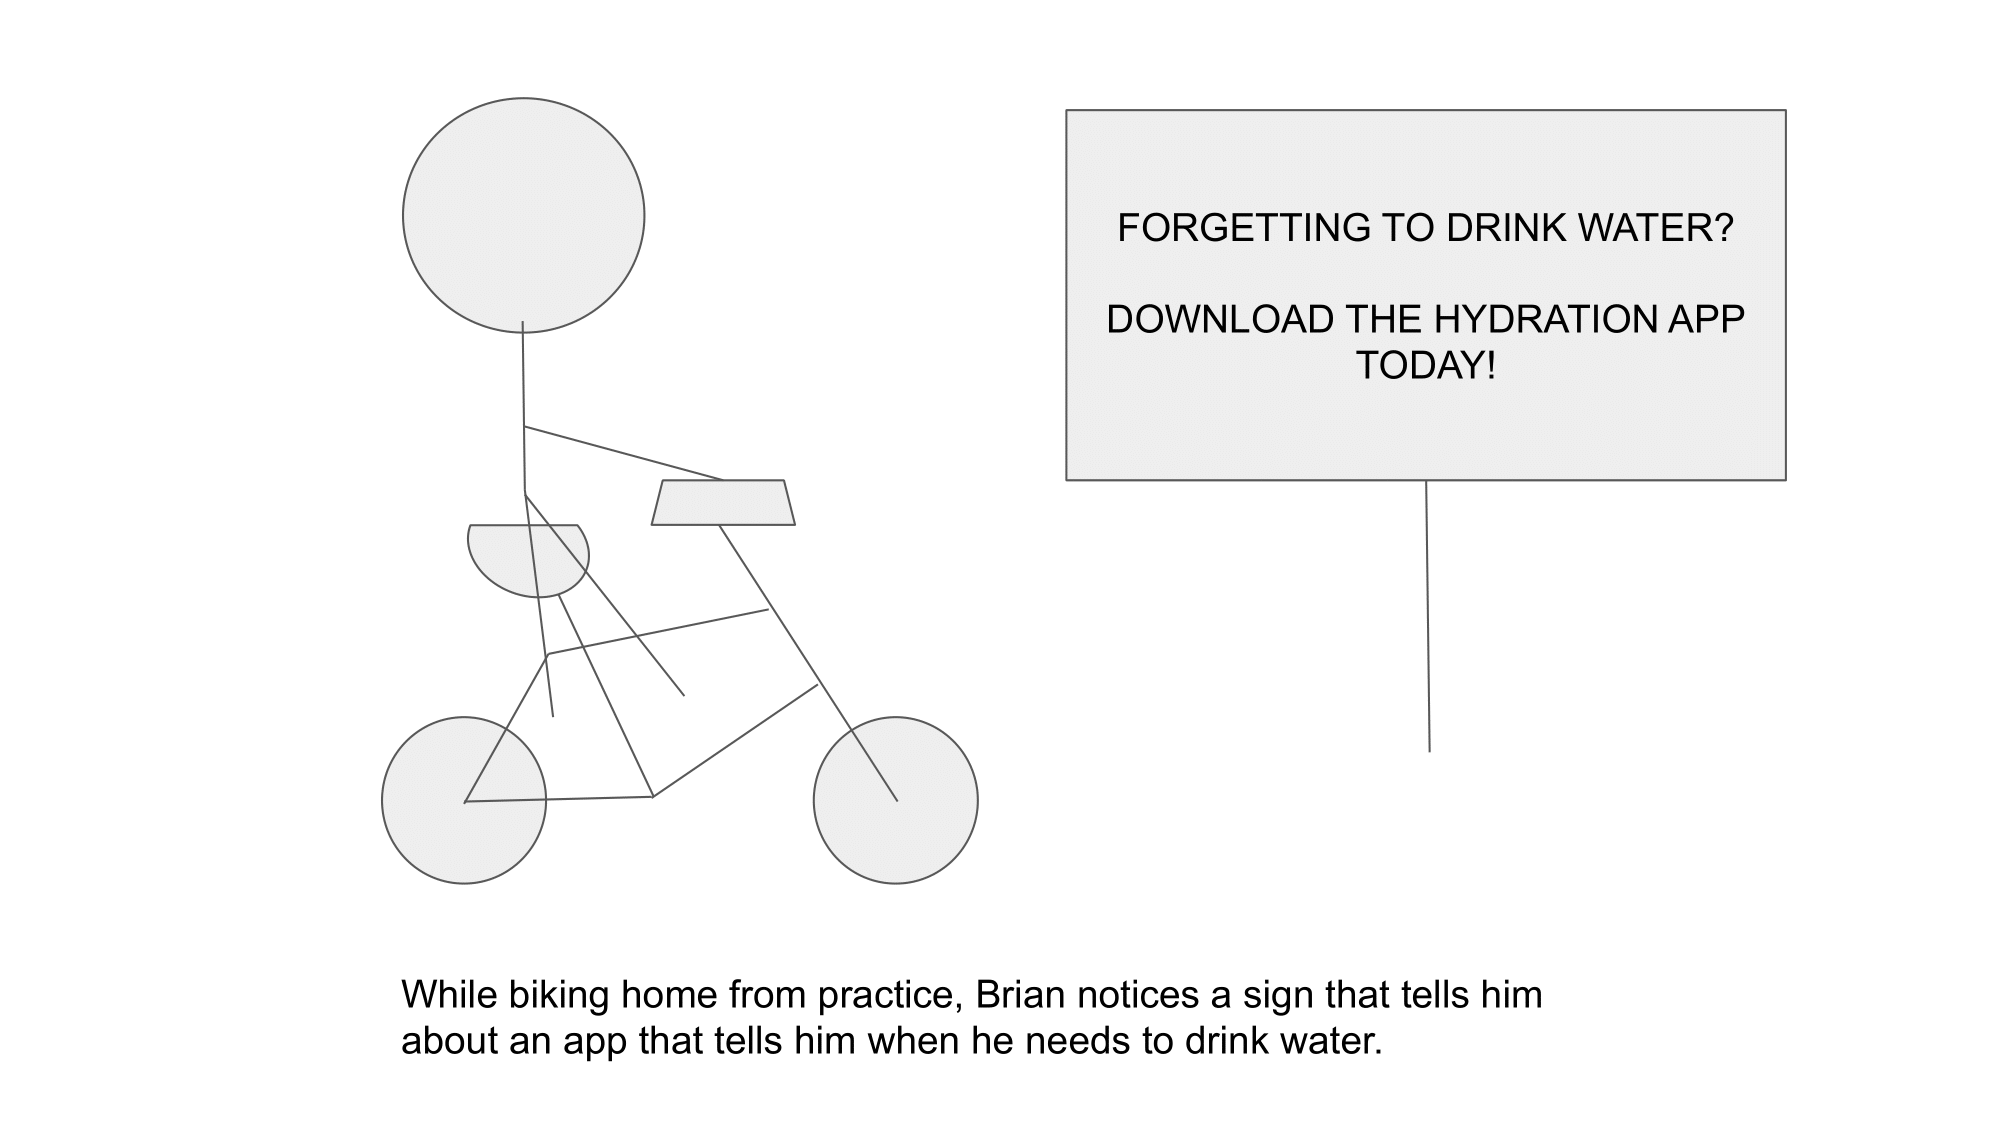 FORGETTING TO DRINK WATER?
DOWNLOAD THE HYDRATION APP
TODAY!
While biking home from practice, Brian notices a sign that tells him
about an app that tells him when he needs to drink water.